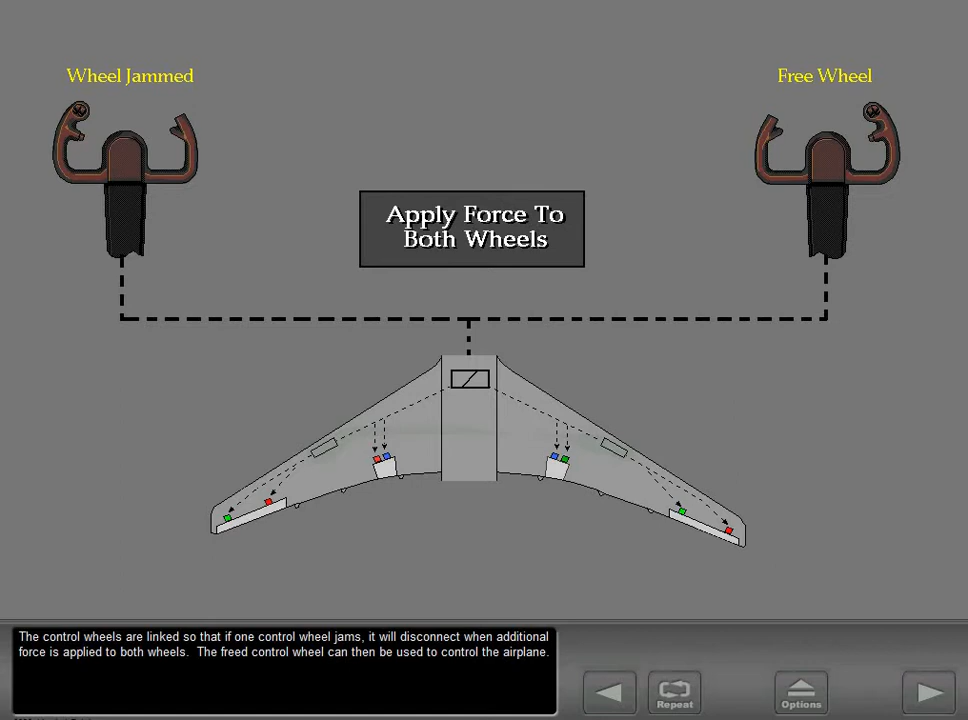 Wheel Jammed
Free Wheel
Apply Force To
Both Wheels
The control wheels are linked so that if one control wheel jams, it will disconnect when additional
force is applied to both wheels.  The freed control wheel can then be used to control the airplane.
Repeat
Options